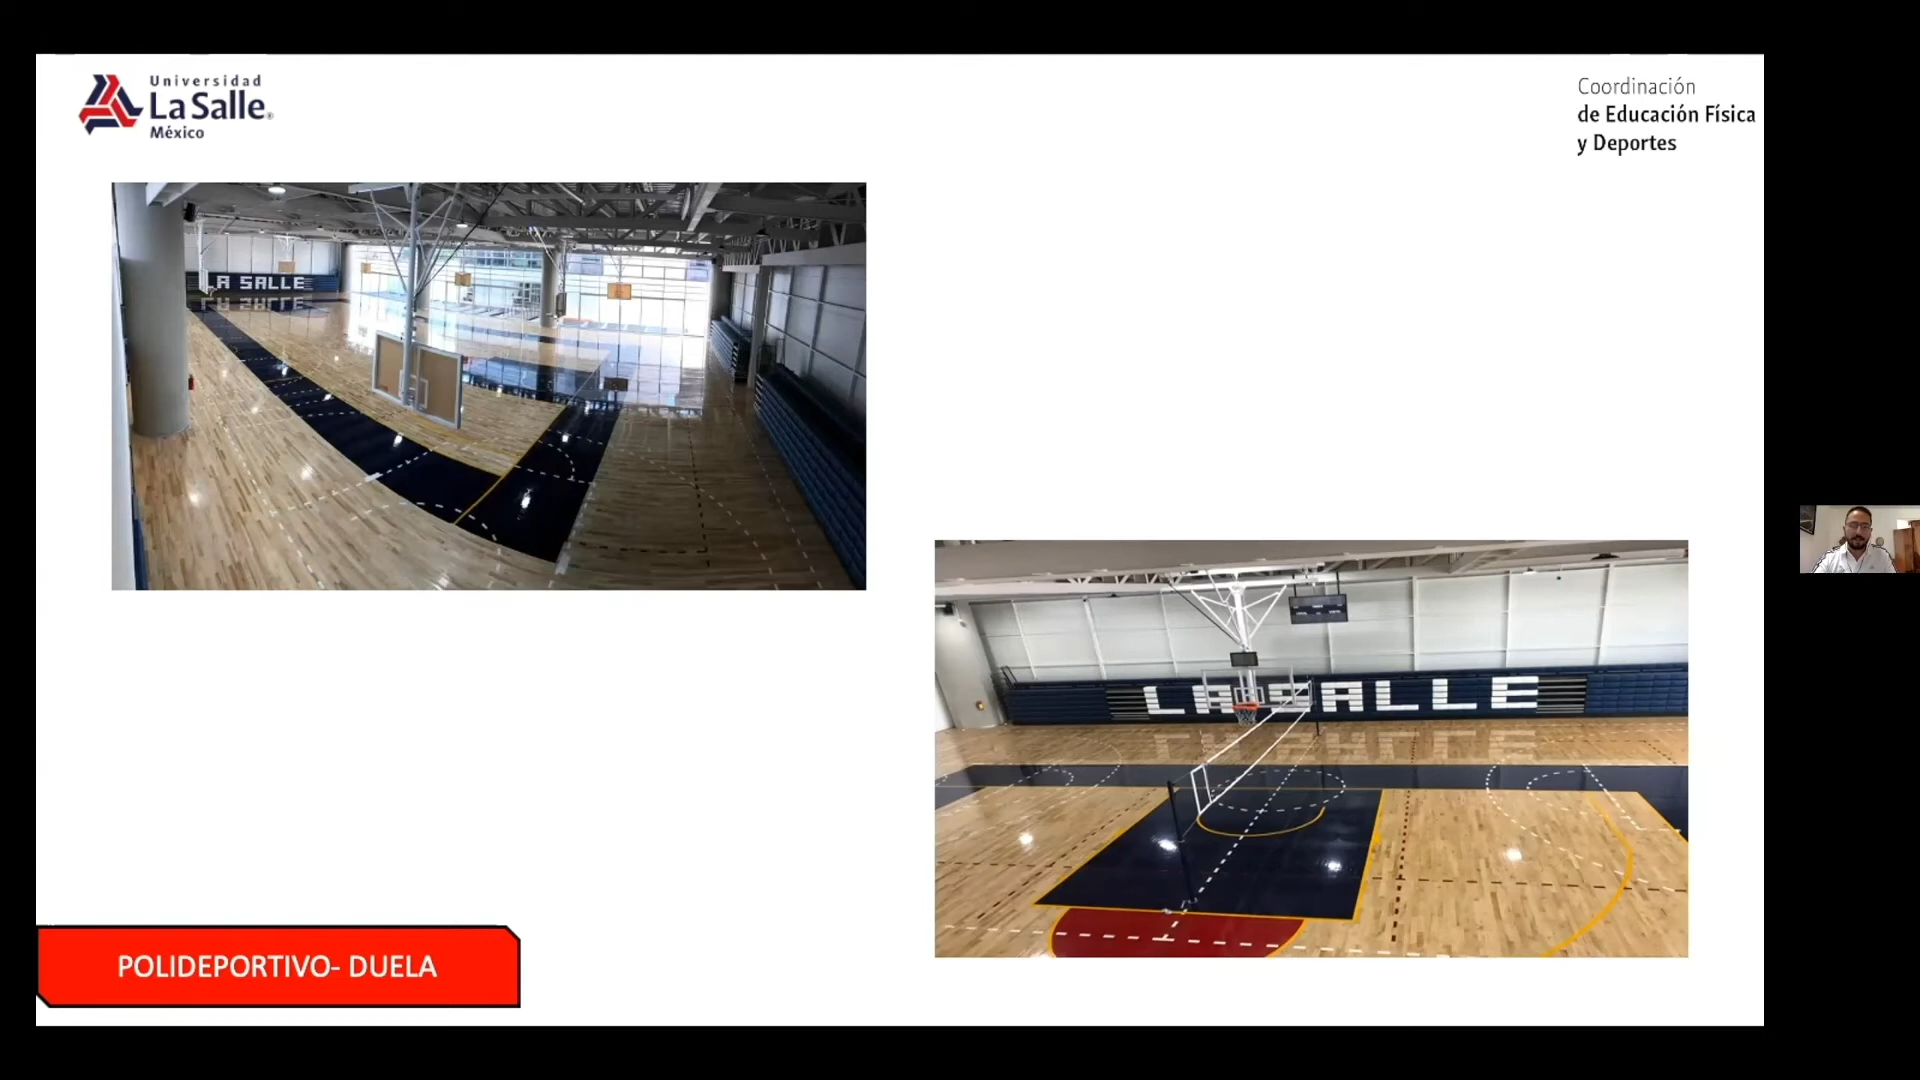 Universidad
La Salle®
México
Coordinación
de Educación Física
y Deportes
LA SALLE
LA SALLE
POLIDEPORTIVO- DUELA